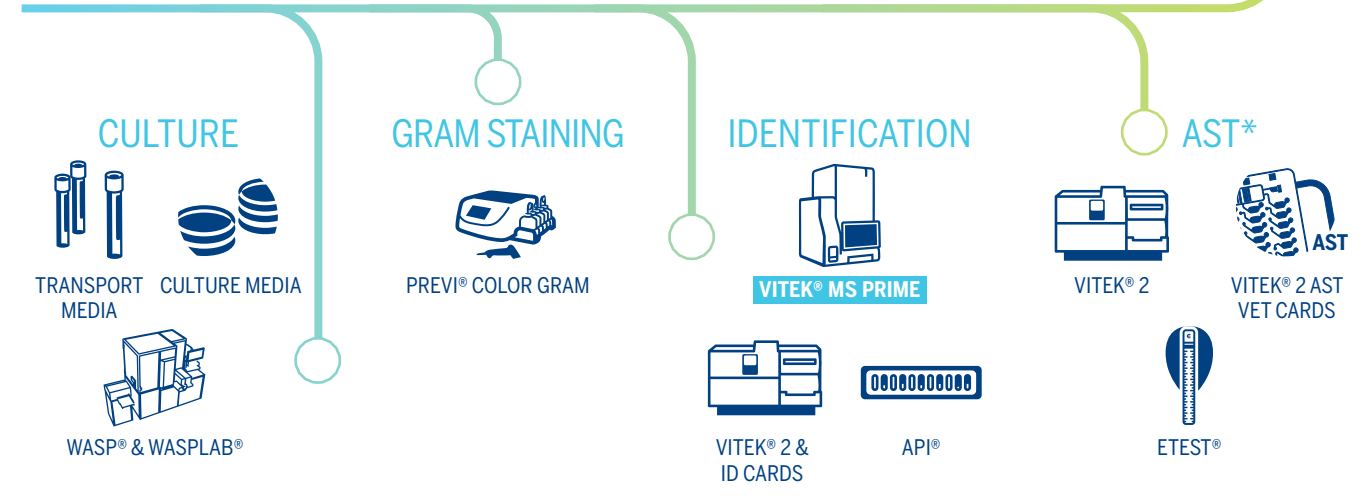 CULTURE
TRANSPORT
MEDIA
CULTURE MEDIA
WASP® & WASPLAB®
GRAM STAINING
PREVI® COLOR GRAM
IDENTIFICATION
VITEK® MS PRIME
VITEK® 2 &
ID CARDS
API®
AST*
VITEK® 2
AST
VITEK® 2 AST
VET CARDS
ETEST®